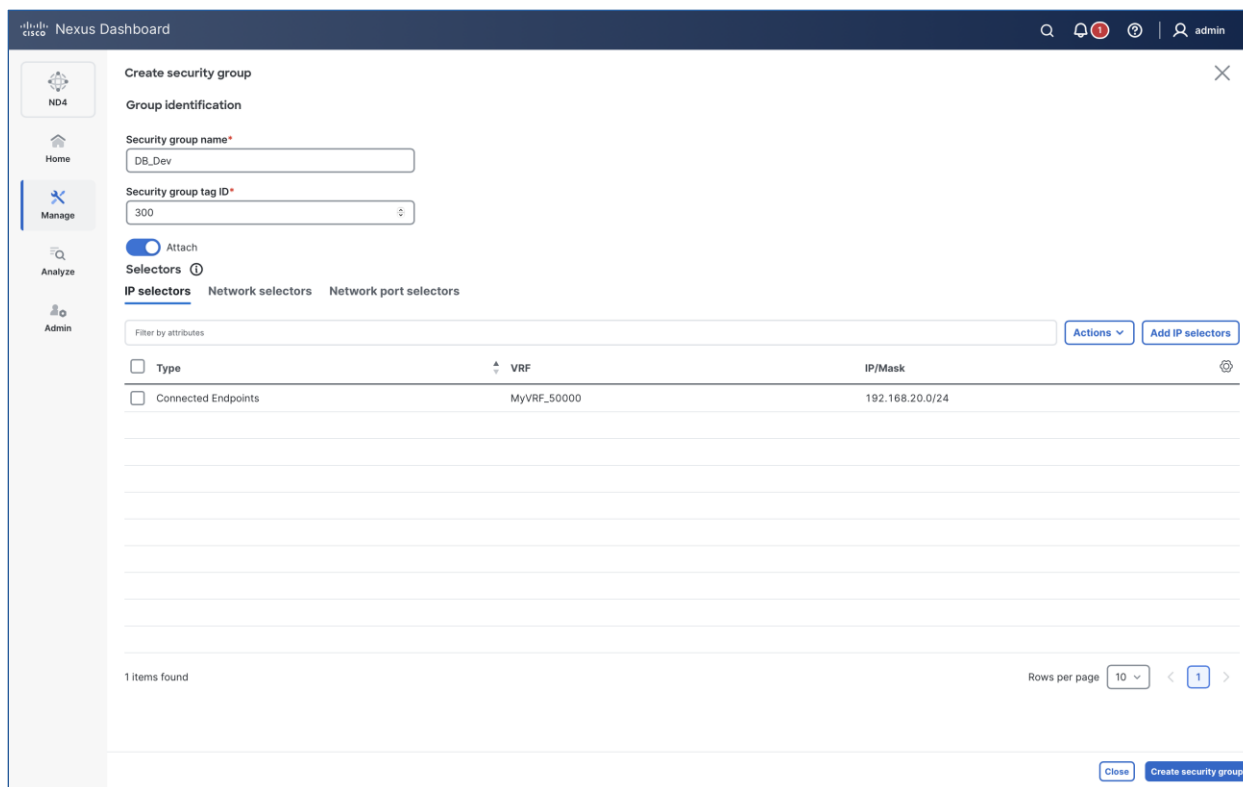 cisco Nexus Dashboard
1
admin
ND4
Home
Manage
Analyze
Admin
Create security group
Group identification
Security group name*
DB_Dev
Security group tag ID*
300
Attach
Selectors
IP selectors Network selectors Network port selectors
Filter by attributes
Actions
Add IP selectors
Type VRF IP/Mask
Connected Endpoints MyVRF_50000 192.168.20.0/24
1 items found
Rows per page 10 1
Close
Create security group